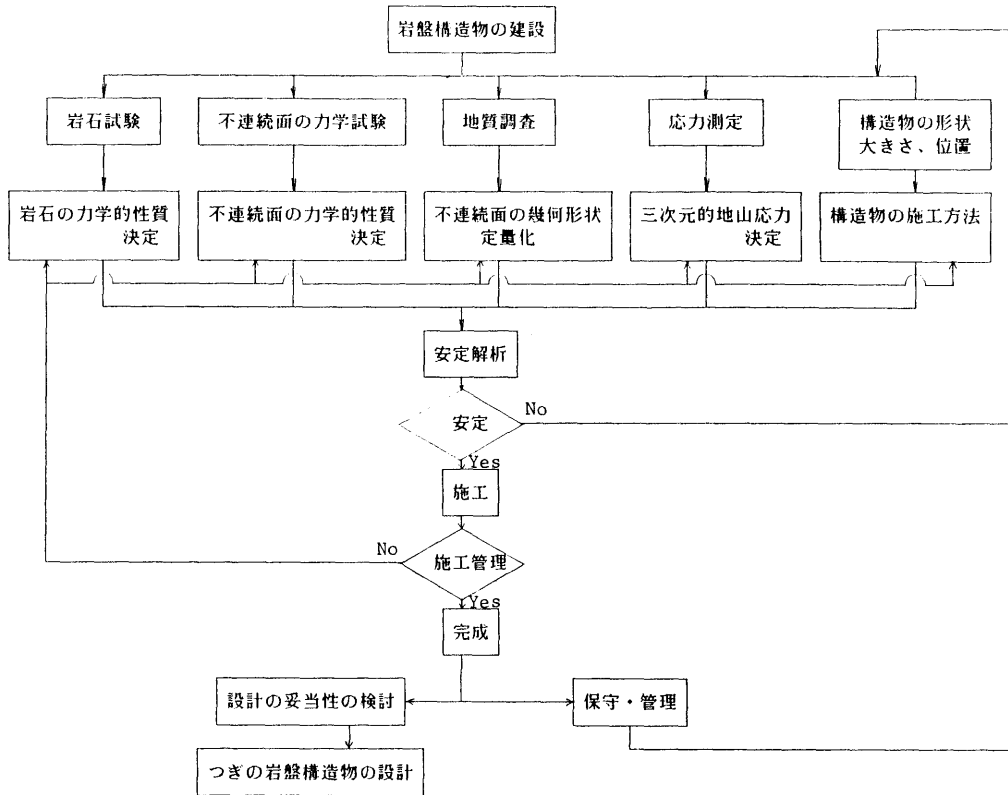 岩盤構造物の建設
岩石試験
不連続面の力学試験
地質調査
応力測定
構造物の形状
大きさ、位置
岩石の力学的性質
決定
不連続面の力学的性質
決定
不連続面の幾何形状
定量化
三次元的地山応力
決定
構造物の施工方法
安定解析
安定
No
Yes
施工
施工管理
No
Yes
完成
設計の妥当性の検討
保守・管理
つぎの岩盤構造物の設計